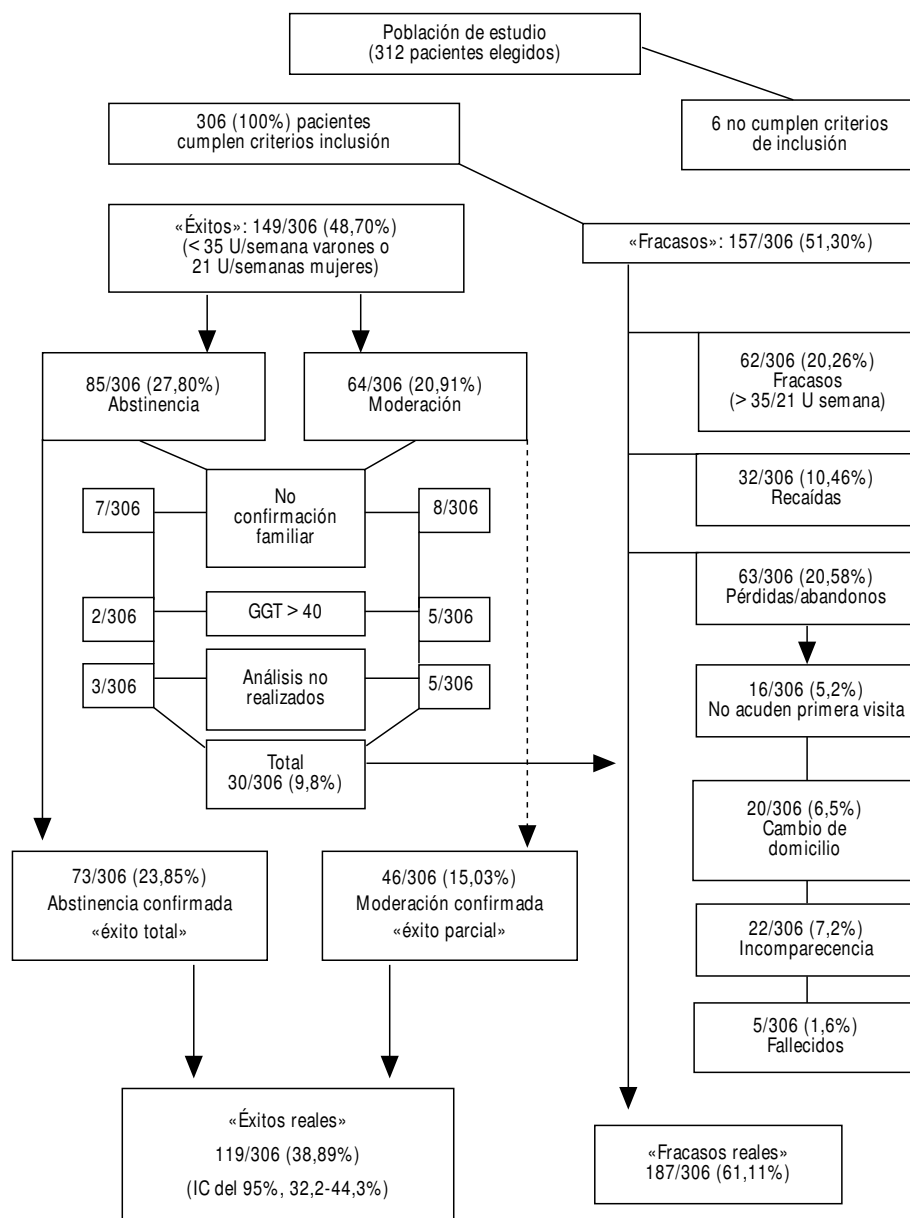 Población de estudio
(312 pacientes elegidos)
306 (100%) pacientes
cumplen criterios inclusión
6 no cumplen criterios
de inclusión
«Éxitos»: 149/306 (48,70%)
(< 35 U/semana varones o
21 U/semanas mujeres)
«Fracasos»: 157/306 (51,30%)
85/306 (27,80%)
Abstinencia
64/306 (20,91%)
Moderación
62/306 (20,26%)
Fracasos
(> 35/21 U semana)
7/306
No
confirmación
familiar
8/306
32/306 (10,46%)
Recaídas
63/306 (20,58%)
Pérdidas/abandonos
2/306
GGT > 40
5/306
3/306
Análisis no
realizados
5/306
16/306 (5,2%)
No acuden primera visita
Total
30/306 (9,8%)
20/306 (6,5%)
Cambio de
domicilio
73/306 (23,85%)
Abstinencia confirmada
«éxito total»
46/306 (15,03%)
Moderación confirmada
«éxito parcial»
22/306 (7,2%)
Incomparecencia
5/306 (1,6%)
Fallecidos
«Éxitos reales»
119/306 (38,89%)
(IC del 95%, 32,2-44,3%)
«Fracasos reales»
187/306 (61,11%)